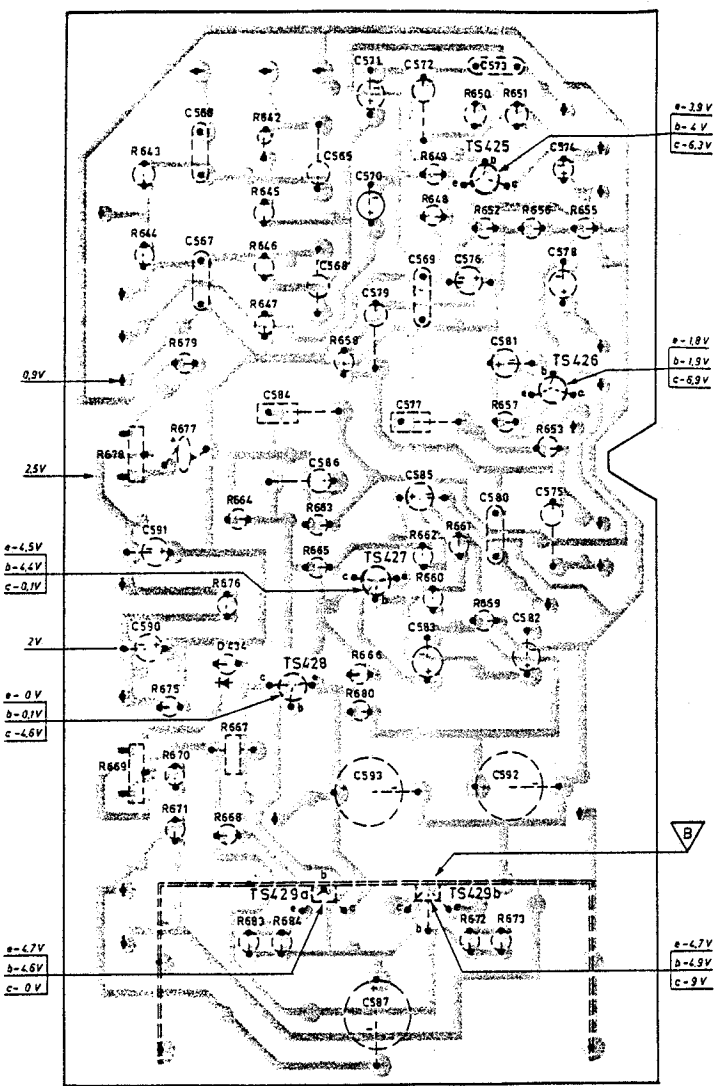 C571
C572
C573
C566
R642
R650
R651
e-3,9V
b-4V
c-6,3V
R643
C565
TS425
b
e
c
R649
C574
C570
R645
R648
R652
R656
R655
R644
C567
R646
C568
C569
C576
C578
R647
C579
R679
R658
C581
TS426
b
e
c
e-1,8V
b-1,9V
c-6,9V
0,9V
C584
C577
R657
R653
R678
R677
2,5V
C586
C585
C580
C575
R664
R663
C591
R662
R661
e-4,5V
b-4,4V
c-0,1V
R665
TS427
c
e
b
R660
R676
R659
C590
C583
C582
2V
D434
TS428
c
e
b
R666
R675
R680
e-0V
b-0,1V
c-4,6V
R667
R669
R670
C593
C592
R671
R668
B
TS429a
b
e
c
TS429b
c
e
b
R683
R684
R672
R673
e-4,7V
b-4,6V
c-0V
e-4,7V
b-4,9V
c-9V
C587